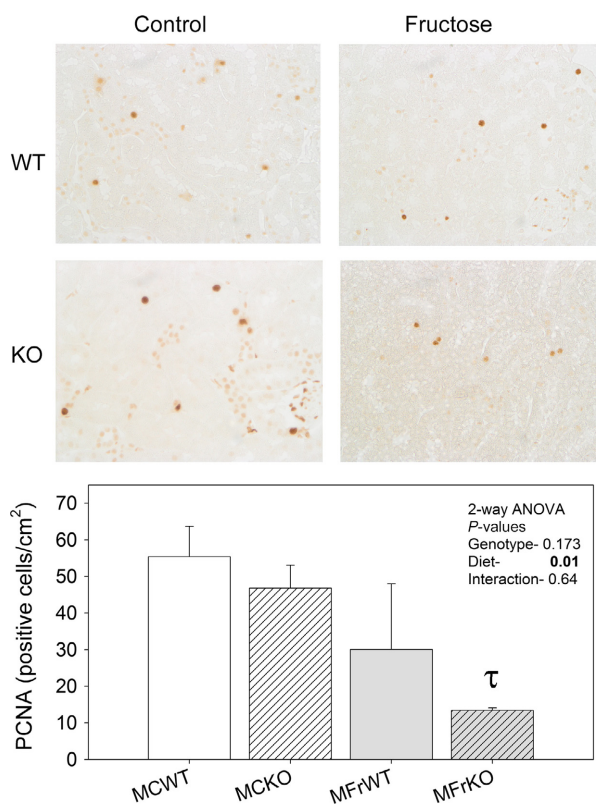 Control Fructose
WT
KO
PCNA (positive cells/cm²)
70
60
50
40
30
20
10
0
2-way ANOVA
P-values
Genotype- 0.173
Diet- 0.01
Interaction- 0.64
τ
MCWT MCKO MFrWT MFrKO